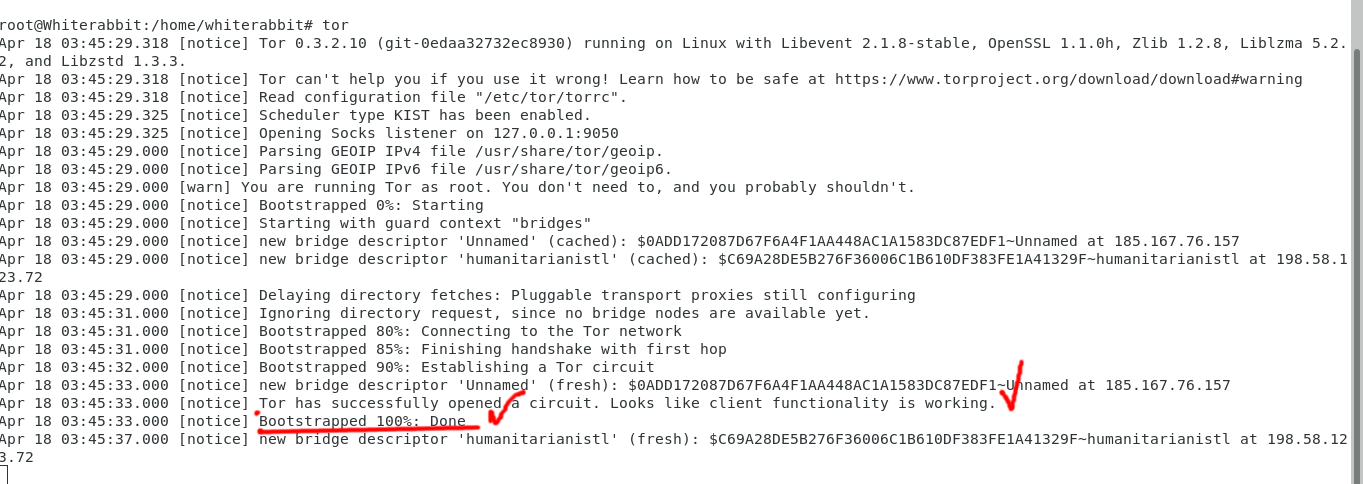 root@Whiterabbit:/home/whiterabbit# tor
Apr 18 03:45:29.318 [notice] Tor 0.3.2.10 (git-0edaa32732ec8930) running on Linux with Libevent 2.1.8-stable, OpenSSL 1.1.0h, Zlib 1.2.8, Liblzma 5.2.
2, and Libzstd 1.3.3.
Apr 18 03:45:29.318 [notice] Tor can't help you if you use it wrong! Learn how to be safe at https://www.torproject.org/download/download#warning
Apr 18 03:45:29.318 [notice] Read configuration file "/etc/tor/torrc".
Apr 18 03:45:29.325 [notice] Scheduler type KIST has been enabled.
Apr 18 03:45:29.325 [notice] Opening Socks listener on 127.0.0.1:9050
Apr 18 03:45:29.000 [notice] Parsing GEOIP IPv4 file /usr/share/tor/geoip.
Apr 18 03:45:29.000 [notice] Parsing GEOIP IPv6 file /usr/share/tor/geoip6.
Apr 18 03:45:29.000 [warn] You are running Tor as root. You don't need to, and you probably shouldn't.
Apr 18 03:45:29.000 [notice] Bootstrapped 0%: Starting
Apr 18 03:45:29.000 [notice] Starting with guard context "bridges"
Apr 18 03:45:29.000 [notice] new bridge descriptor 'Unnamed' (cached): $0ADD172087D67F6A4F1AA448AC1A1583DC87EDF1~Unnamed at 185.167.76.157
Apr 18 03:45:29.000 [notice] new bridge descriptor 'humanitarianistl' (cached): $C69A28DE5B276F36006C1B610DF383FE1A41329F~humanitarianistl at 198.58.1
23.72
Apr 18 03:45:29.000 [notice] Delaying directory fetches: Pluggable transport proxies still configuring
Apr 18 03:45:31.000 [notice] Ignoring directory request, since no bridge nodes are available yet.
Apr 18 03:45:31.000 [notice] Bootstrapped 80%: Connecting to the Tor network
Apr 18 03:45:31.000 [notice] Bootstrapped 85%: Finishing handshake with first hop
Apr 18 03:45:32.000 [notice] Bootstrapped 90%: Establishing a Tor circuit
Apr 18 03:45:33.000 [notice] new bridge descriptor 'Unnamed' (fresh): $0ADD172087D67F6A4F1AA448AC1A1583DC87EDF1~Unnamed at 185.167.76.157
Apr 18 03:45:33.000 [notice] Tor has successfully opened a circuit. Looks like client functionality is working.
Apr 18 03:45:33.000 [notice] Bootstrapped 100%: Done
Apr 18 03:45:37.000 [notice] new bridge descriptor 'humanitarianistl' (fresh): $C69A28DE5B276F36006C1B610DF383FE1A41329F~humanitarianistl at 198.58.12
3.72